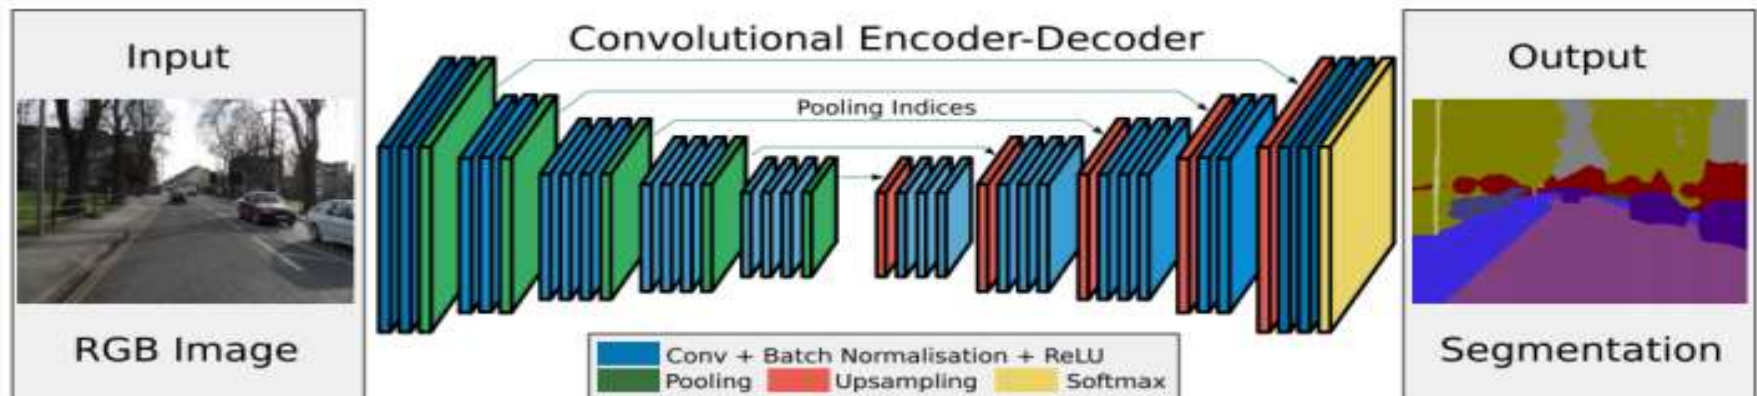 Convolutional Encoder-Decoder
Input
Output
Pooling Indices
RGB Image
Segmentation
Conv + Batch Normalisation + ReLU
Pooling Upsampling Softmax